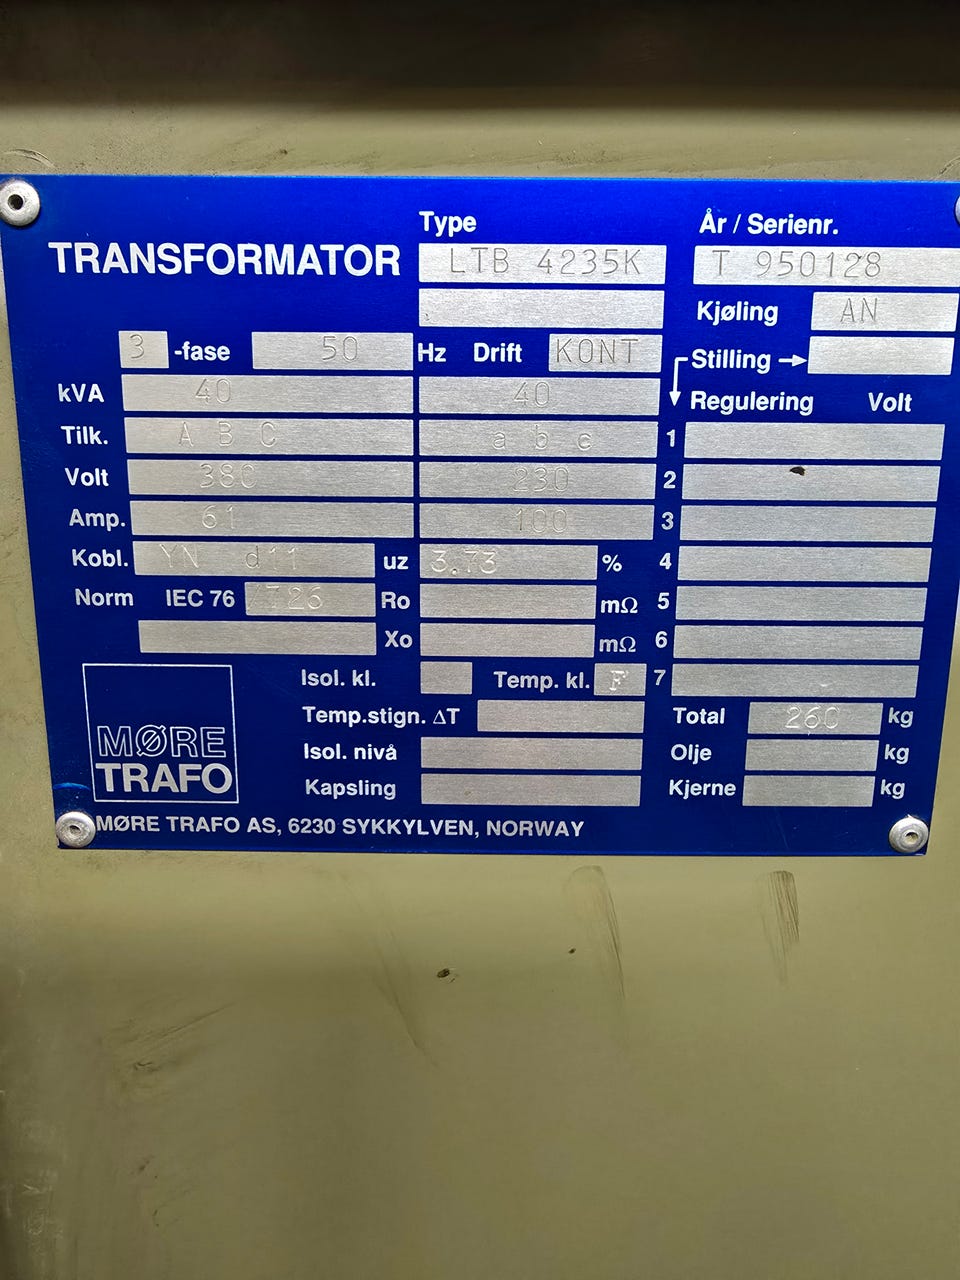 TRANSFORMATOR
Type
LTB 4235K
År / Serienr.
T 950128
Kjøling AN
3 -fase 50 Hz Drift KONT
Stilling
kVA 40 40
Regulering Volt
Tilk. A B C a b c 1
Volt 380 230 2
Amp. 61 100 3
Kobl. YN d11 uz 3.73 % 4
Norm IEC 76 /726 Ro mΩ 5
Xo mΩ 6
Isol. kl. Temp. kl. F 7
Temp.stign. ΔT
Total 260 kg
Isol. nivå
Olje kg
Kapsling
Kjerne kg
MØRE
TRAFO
MØRE TRAFO AS, 6230 SYKKYLVEN, NORWAY